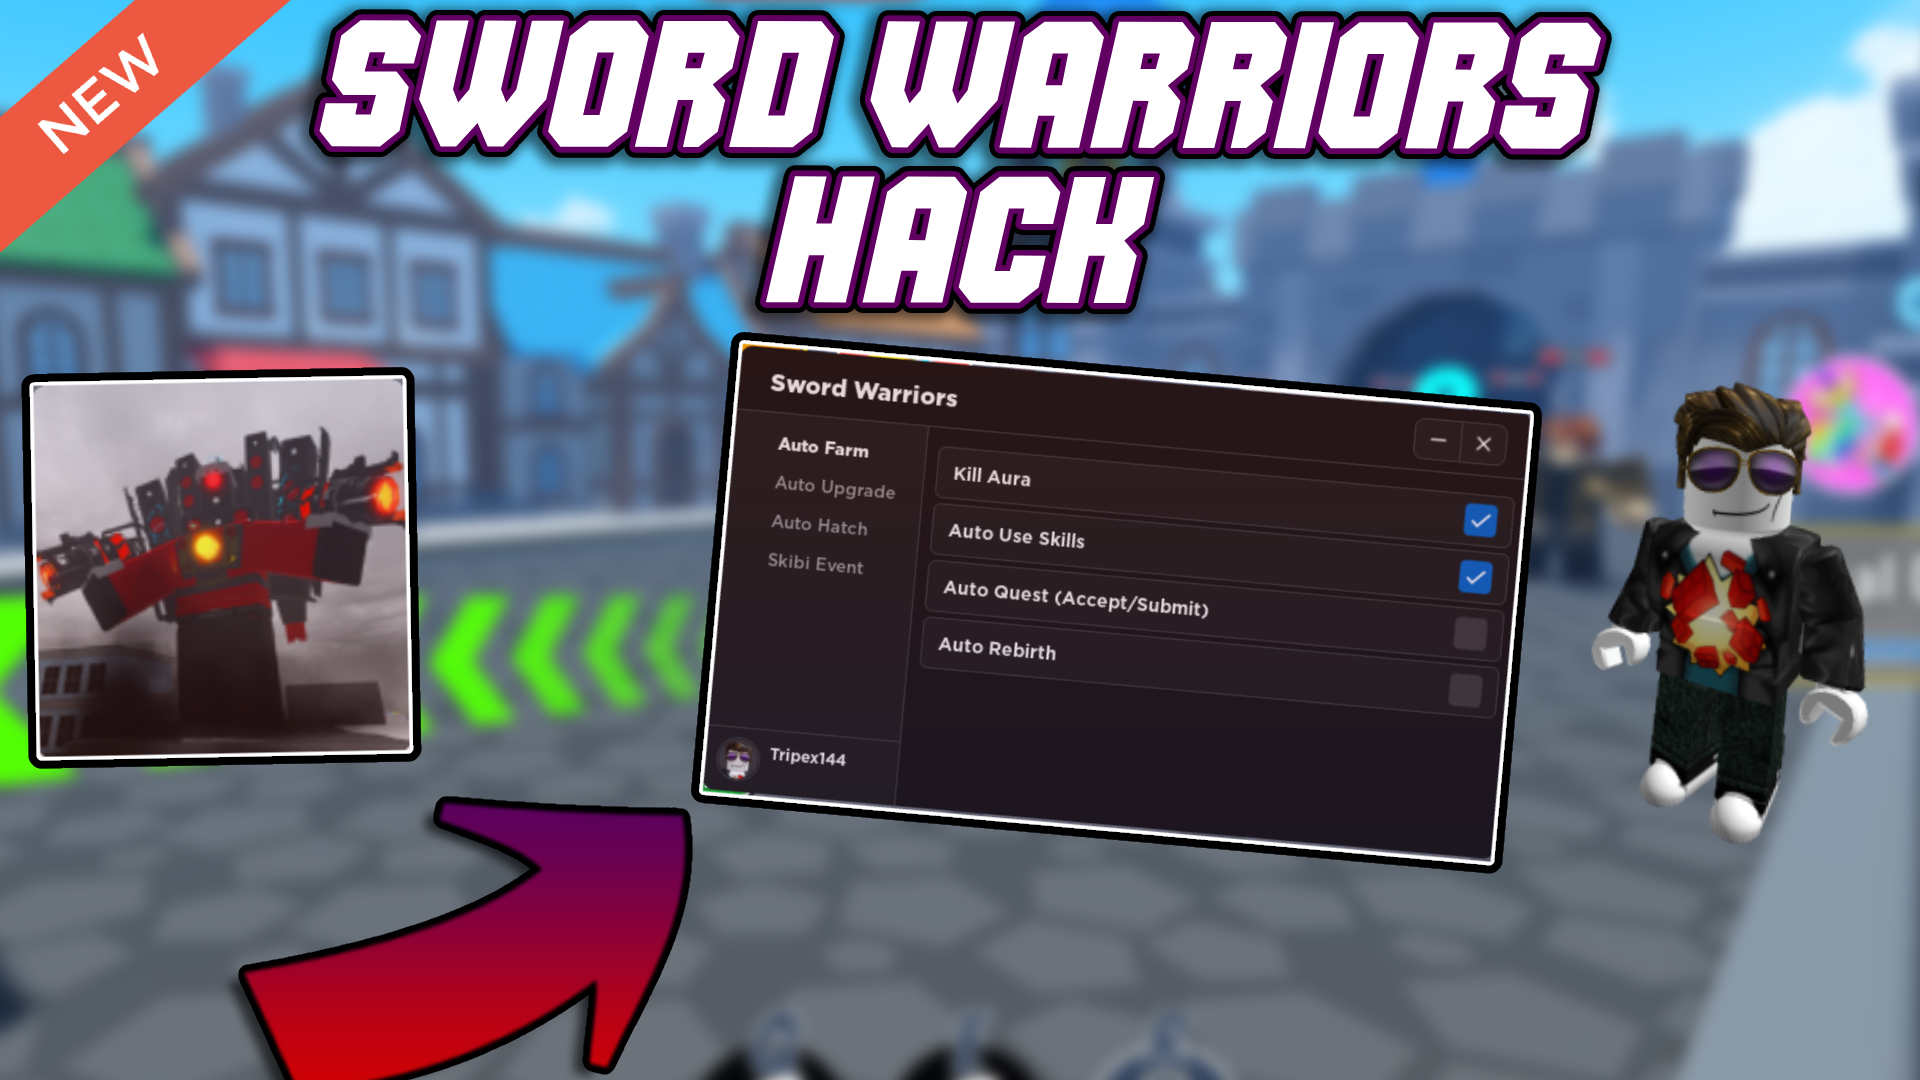 NEW
SWORD WARRIORS
HACK
Sword Warriors
Auto Farm
Auto Upgrade
Auto Hatch
Skibi Event
Kill Aura
Auto Use Skills
Auto Quest (Accept/Submit)
Auto Rebirth
Tripex144